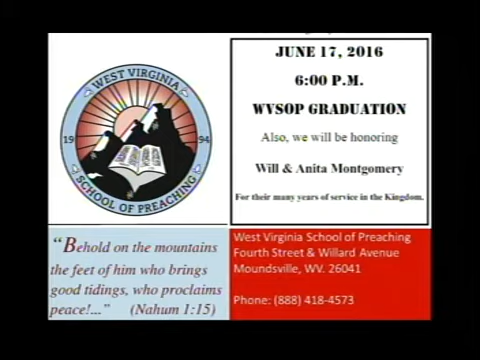 WEST VIRGINIA
19 94
SCHOOL OF PREACHING
JUNE 17, 2016
6:00 P.M.
WVSOP GRADUATION
Also, we will be honoring
Will & Anita Montgomery
For their many years of service in the Kingdom.
“Behold on the mountains
the feet of him who brings
good tidings, who proclaims
peace!...” (Nahum 1:15)
West Virginia School of Preaching
Fourth Street & Willard Avenue
Moundsville, WV. 26041
Phone: (888) 418-4573